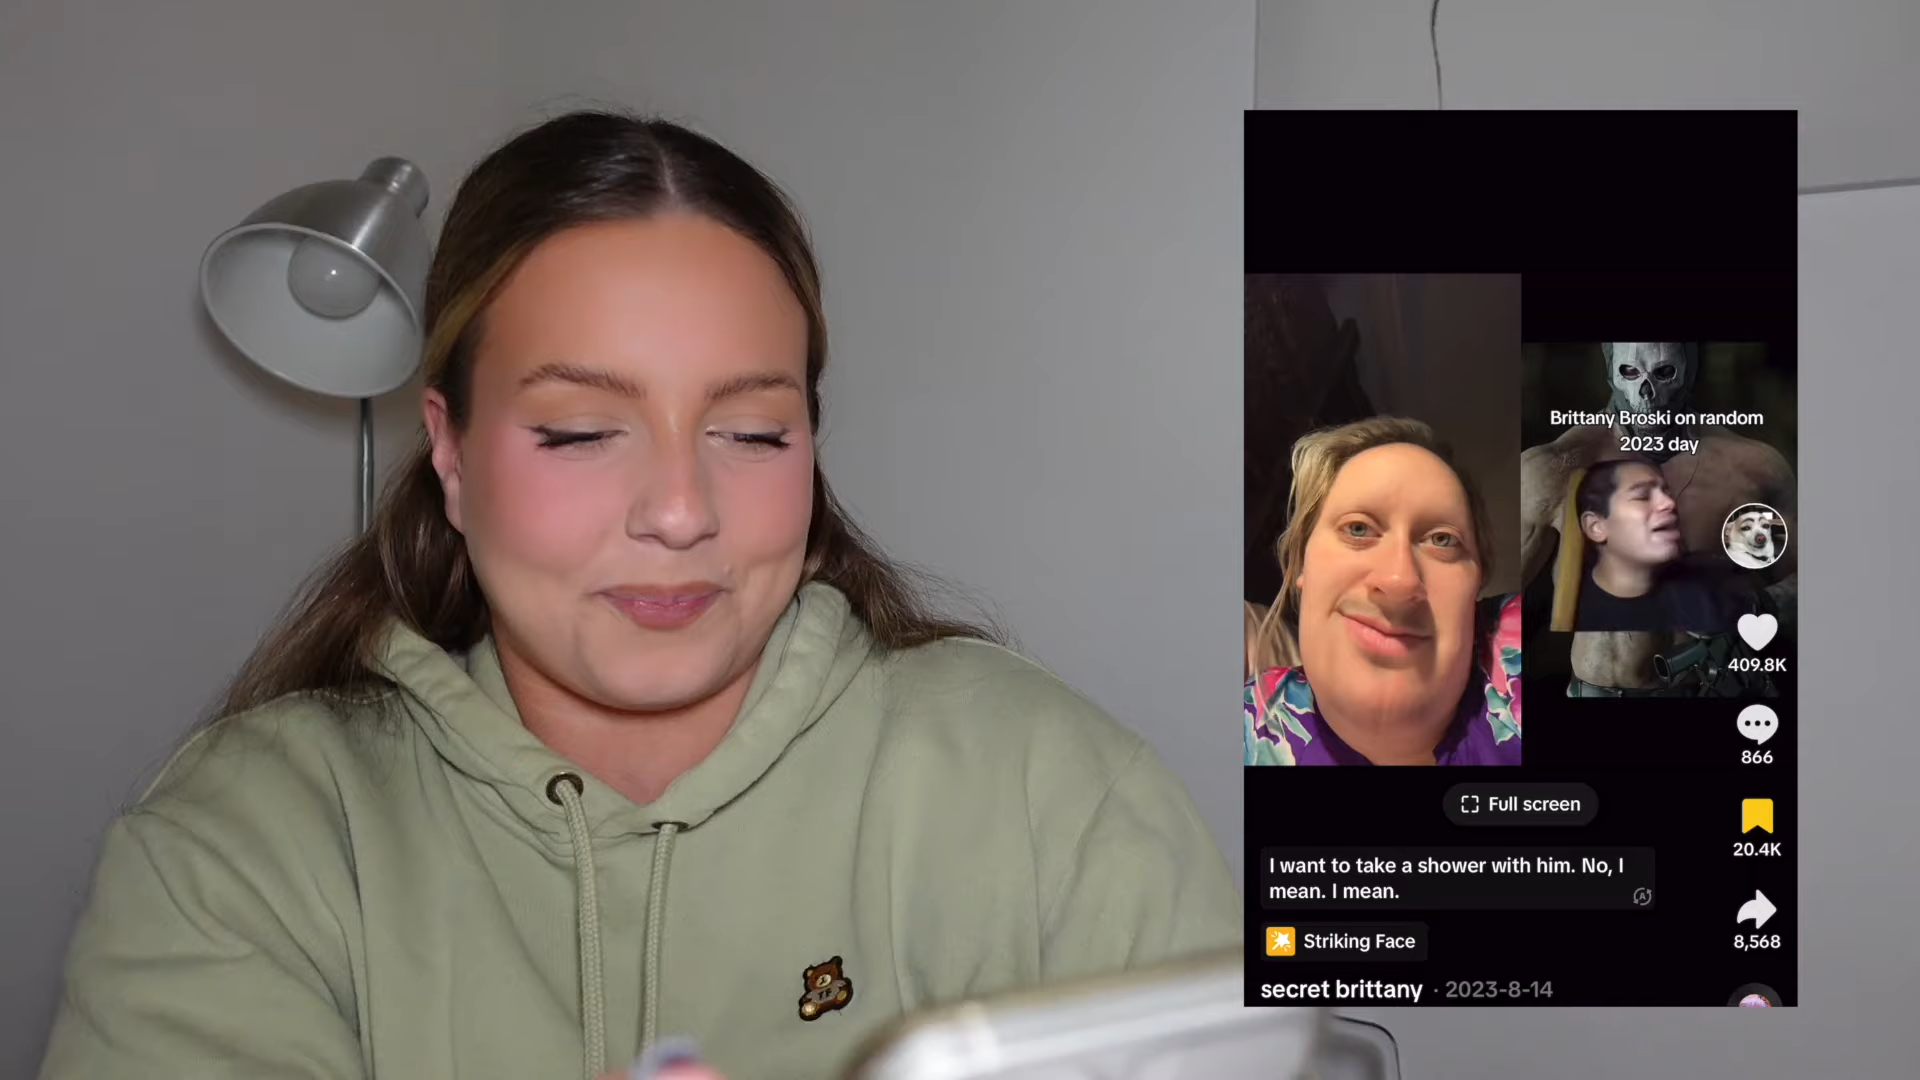 Brittany Broski on random
2023 day
409.8K
866
Full screen
20.4K
I want to take a shower with him. No, I
mean. I mean.
8,568
Striking Face
secret brittany · 2023-8-14